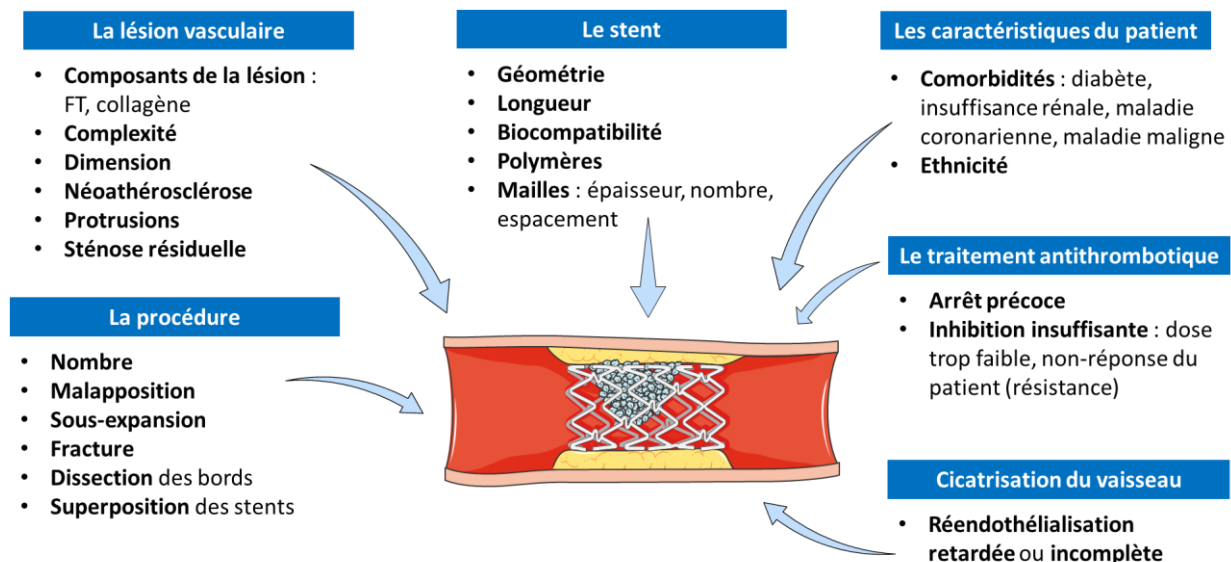 La lésion vasculaire
• Composants de la lésion :
FT, collagène
• Complexité
• Dimension
• Néoathérosclérose
• Protrusions
• Sténose résiduelle
Le stent
• Géométrie
• Longueur
• Biocompatibilité
• Polymères
• Mailles : épaisseur, nombre,
espacement
Les caractéristiques du patient
• Comorbidités : diabète,
insuffisance rénale, maladie
coronarienne, maladie maligne
• Ethnicité
La procédure
• Nombre
• Malapposition
• Sous-expansion
• Fracture
• Dissection des bords
• Superposition des stents
Le traitement antithrombotique
• Arrêt précoce
• Inhibition insuffisante : dose
trop faible, non-réponse du
patient (résistance)
Cicatrisation du vaisseau
• Réendothélialisation
retardée ou incomplète